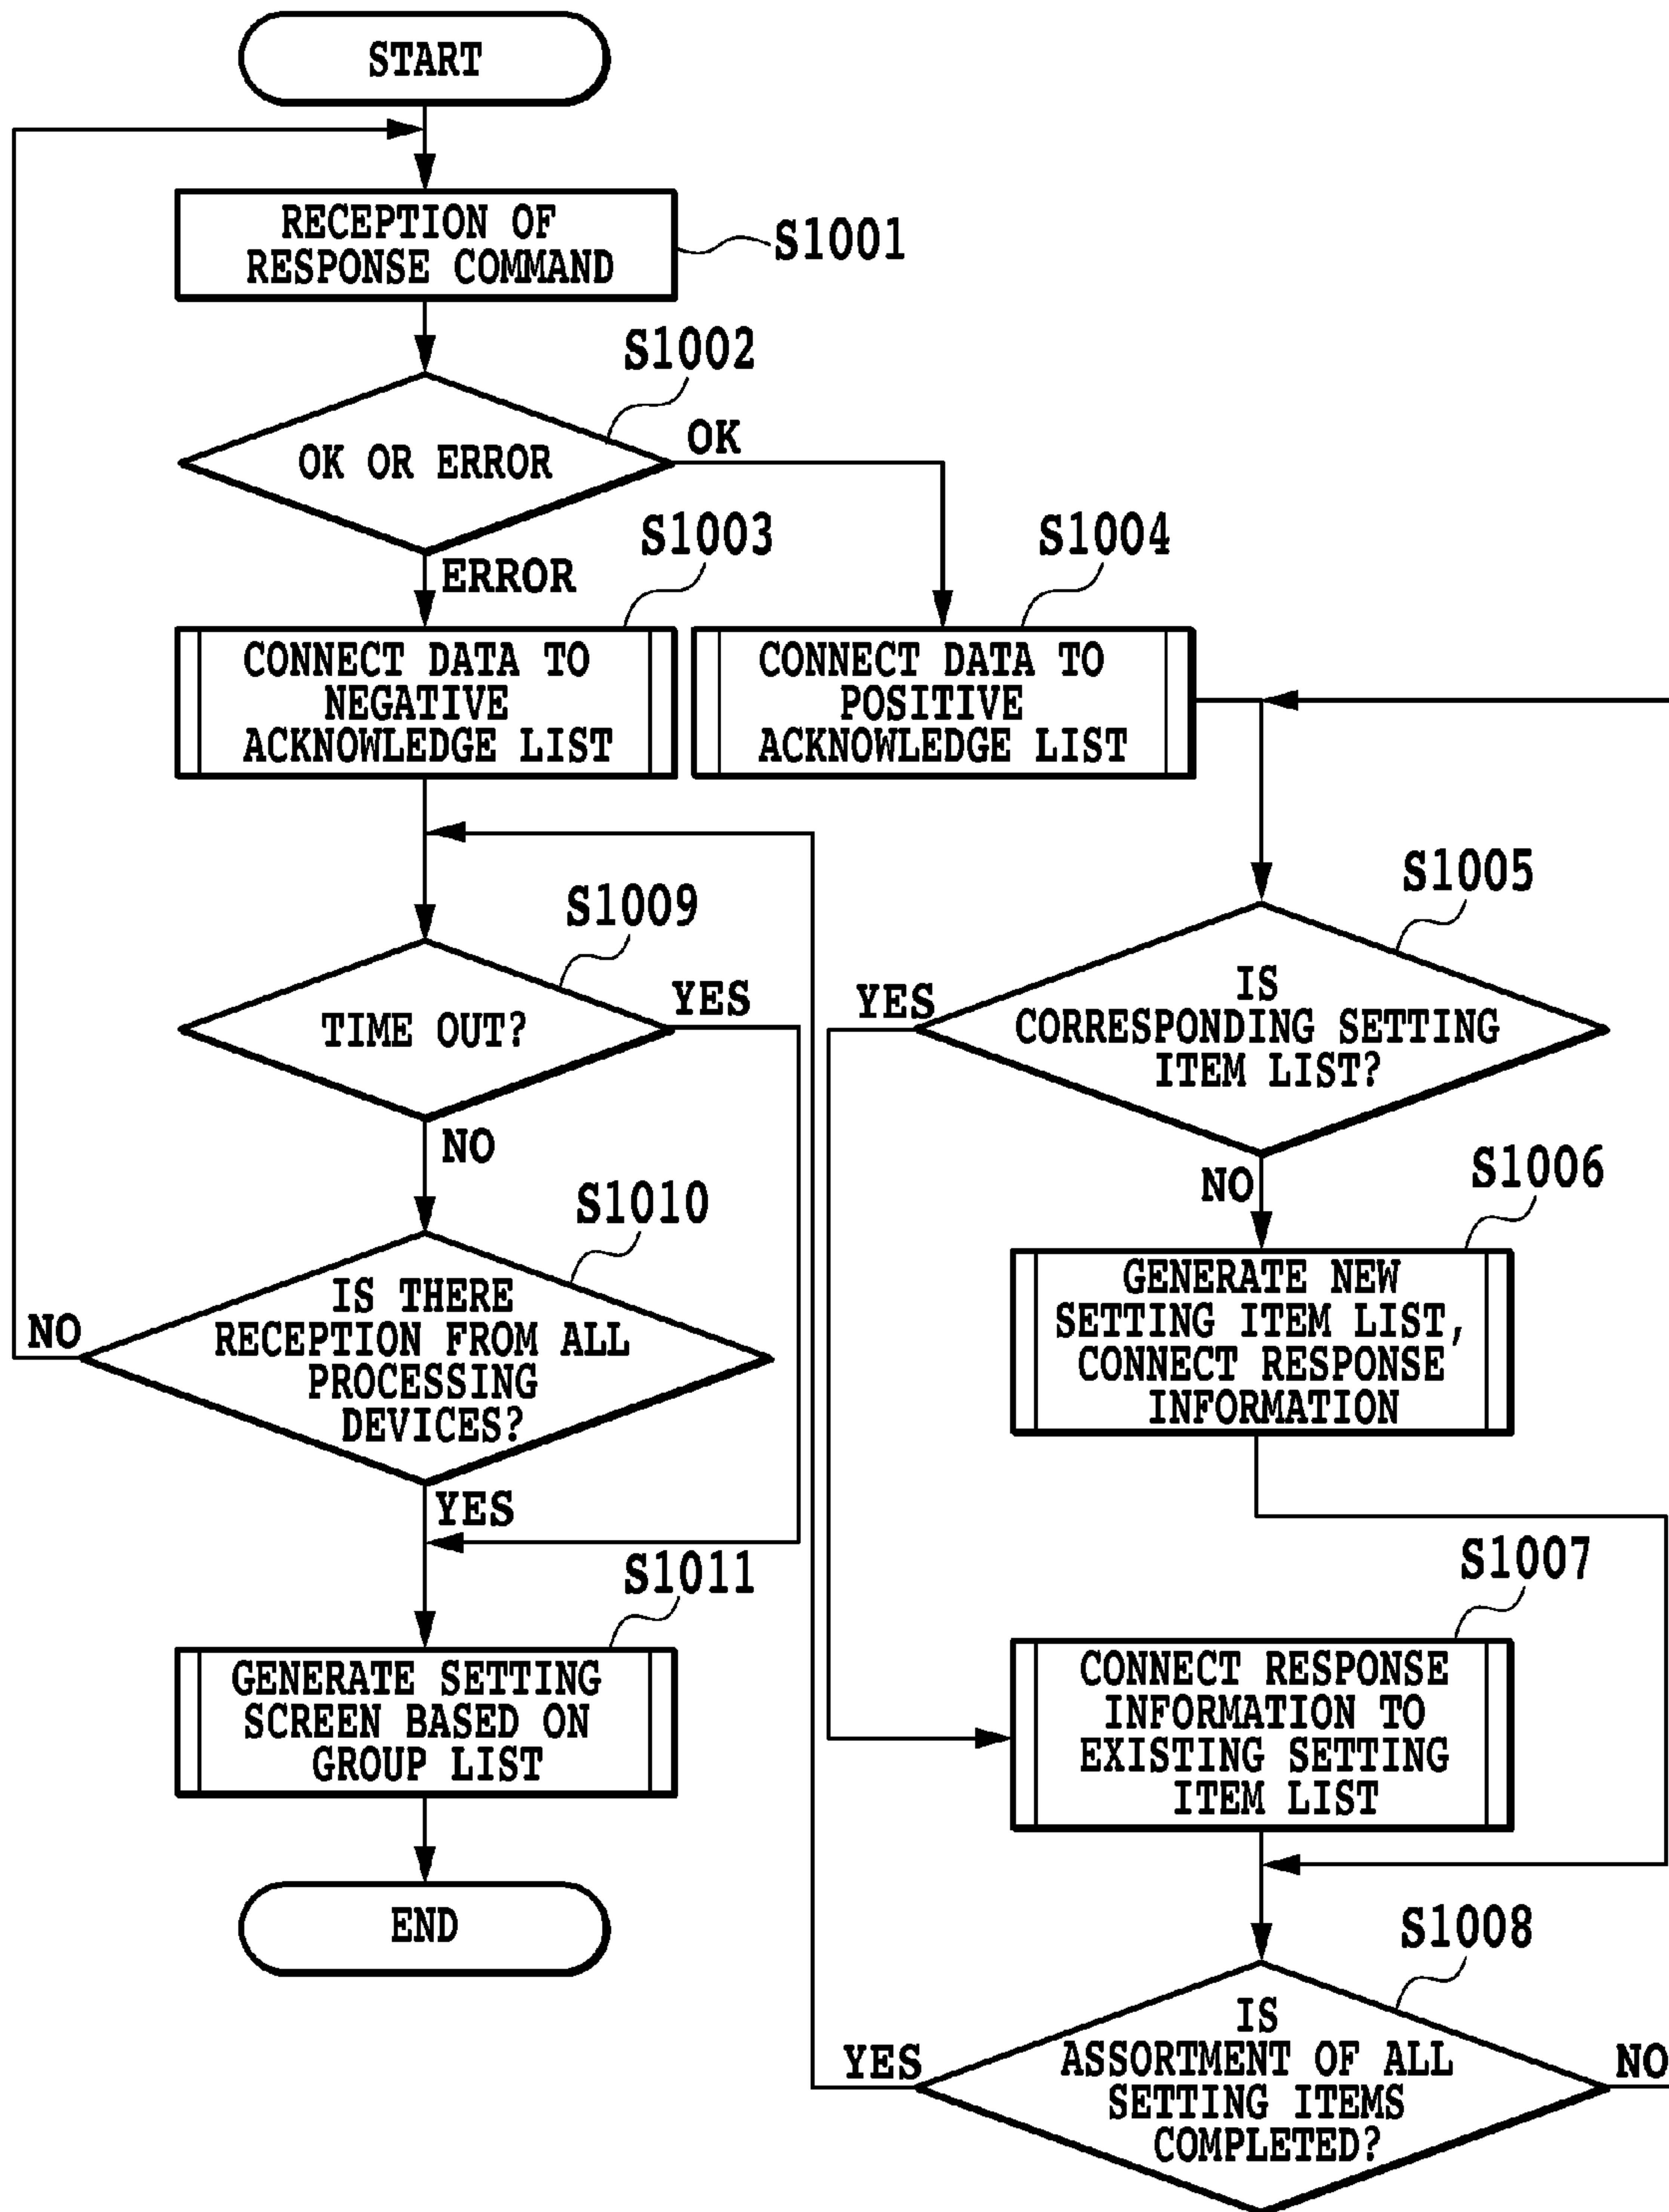 START
RECEPTION OF
RESPONSE COMMAND
S1001
S1002
OK OR ERROR
OK
ERROR
S1003
CONNECT DATA TO
NEGATIVE
ACKNOWLEDGE LIST
S1004
CONNECT DATA TO
POSITIVE
ACKNOWLEDGE LIST
S1005
IS
CORRESPONDING SETTING
ITEM LIST?
YES
NO
S1006
GENERATE NEW
SETTING ITEM LIST,
CONNECT RESPONSE
INFORMATION
S1007
CONNECT RESPONSE
INFORMATION TO
EXISTING SETTING
ITEM LIST
S1008
IS
ASSORTMENT OF ALL
SETTING ITEMS
COMPLETED?
YES
NO
S1009
TIME OUT?
YES
NO
S1010
IS THERE
RECEPTION FROM ALL
PROCESSING
DEVICES?
NO
YES
S1011
GENERATE SETTING
SCREEN BASED ON
GROUP LIST
END